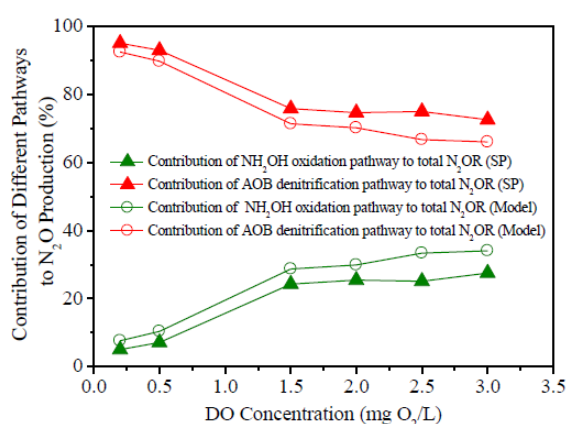 Contribution of Different Pathways
to N₂O Production (%)
100
80
60
40
20
0
Contribution of NH₂OH oxidation pathway to total N₂OR (SP)
Contribution of AOB denitrification pathway to total N₂OR (SP)
Contribution of NH₂OH oxidation pathway to total N₂OR (Model)
Contribution of AOB denitrification pathway to total N₂OR (Model)
0.0 0.5 1.0 1.5 2.0 2.5 3.0 3.5
DO Concentration (mg O₂/L)